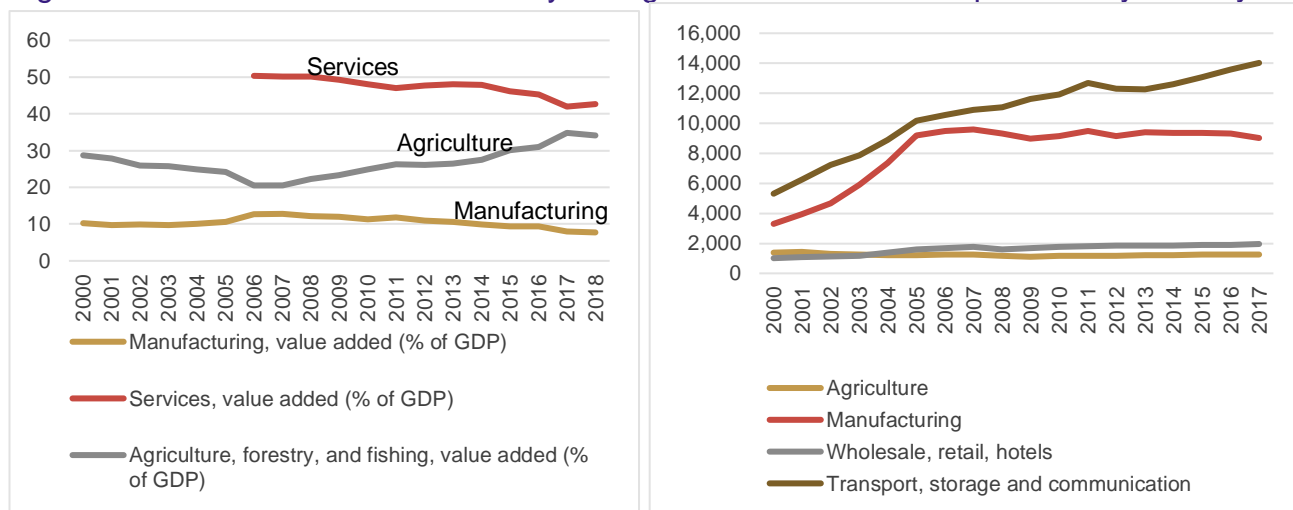 60
50
40
30
20
10
0
Services
Agriculture
Manufacturing
2000 2001 2002 2003 2004 2005 2006 2007 2008 2009 2010 2011 2012 2013 2014 2015 2016 2017 2018
Manufacturing, value added (% of GDP)
Services, value added (% of GDP)
Agriculture, forestry, and fishing, value added (%
of GDP)
16,000
14,000
12,000
10,000
8,000
6,000
4,000
2,000
0
2000 2001 2002 2003 2004 2005 2006 2007 2008 2009 2010 2011 2012 2013 2014 2015 2016 2017
Agriculture
Manufacturing
Wholesale, retail, hotels
Transport, storage and communication